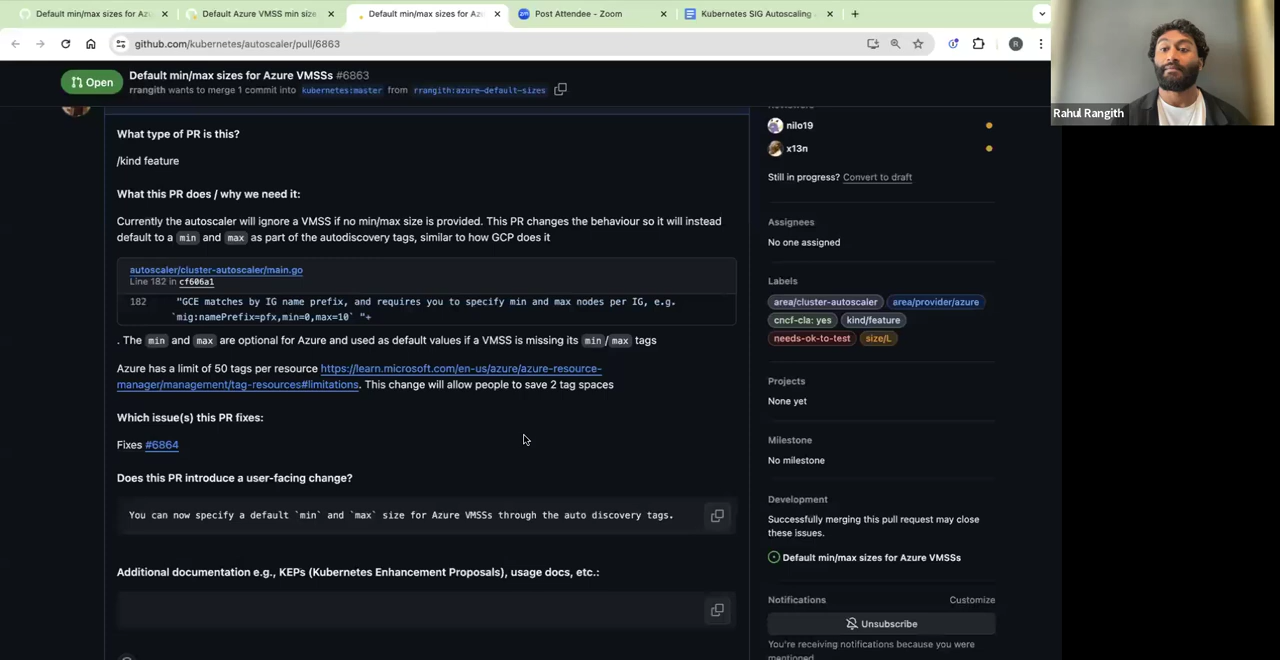 Default min/max sizes for Az
Default Azure VMSS min size
Default min/max sizes for Az
Post Attendee - Zoom
Kubernetes SIG Autoscaling
github.com/kubernetes/autoscaler/pull/6863
R
Open
Default min/max sizes for Azure VMSSs #6863
rrangith wants to merge 1 commit into kubernetes:master from rrangith:azure-default-sizes
Rahul Rangith
What type of PR is this?
/kind feature
What this PR does / why we need it:
Currently the autoscaler will ignore a VMSS if no min/max size is provided. This PR changes the behaviour so it will instead
default to a min and max as part of the autodiscovery tags, similar to how GCP does it
autoscaler/cluster-autoscaler/main.go
Line 182 in cf606a1
182 "GCE matches by IG name prefix, and requires you to specify min and max nodes per IG, e.g.
`mig:namePrefix=pfx,min=0,max=10` "+
. The min and max are optional for Azure and used as default values if a VMSS is missing its min/max tags
Azure has a limit of 50 tags per resource https://learn.microsoft.com/en-us/azure/azure-resource-
manager/management/tag-resources#limitations. This change will allow people to save 2 tag spaces
Which issue(s) this PR fixes:
Fixes #6864
Does this PR introduce a user-facing change?
You can now specify a default `min` and `max` size for Azure VMSSs through the auto discovery tags.
Additional documentation e.g., KEPs (Kubernetes Enhancement Proposals), usage docs, etc.:
Reviewers
nilo19
x13n
Still in progress? Convert to draft
Assignees
No one assigned
Labels
area/cluster-autoscaler area/provider/azure
cncf-cla: yes kind/feature
needs-ok-to-test size/L
Projects
None yet
Milestone
No milestone
Development
Successfully merging this pull request may close
these issues.
Default min/max sizes for Azure VMSSs
Notifications Customize
Unsubscribe
You're receiving notifications because you were
mentioned.